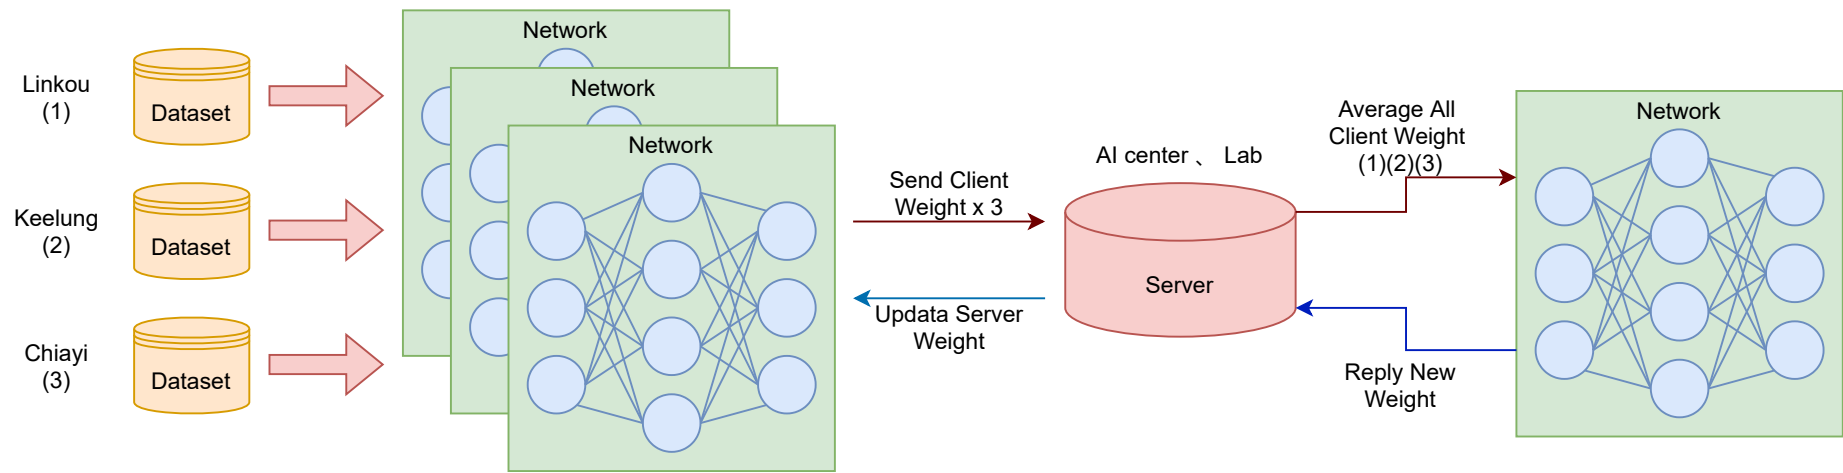 Linkou
(1)
Dataset
Keelung
(2)
Dataset
Chiayi
(3)
Dataset
Network
Network
Network
Send Client
Weight x 3
Updata Server
Weight
AI center 、 Lab
Server
Average All
Client Weight
(1)(2)(3)
Reply New
Weight
Network